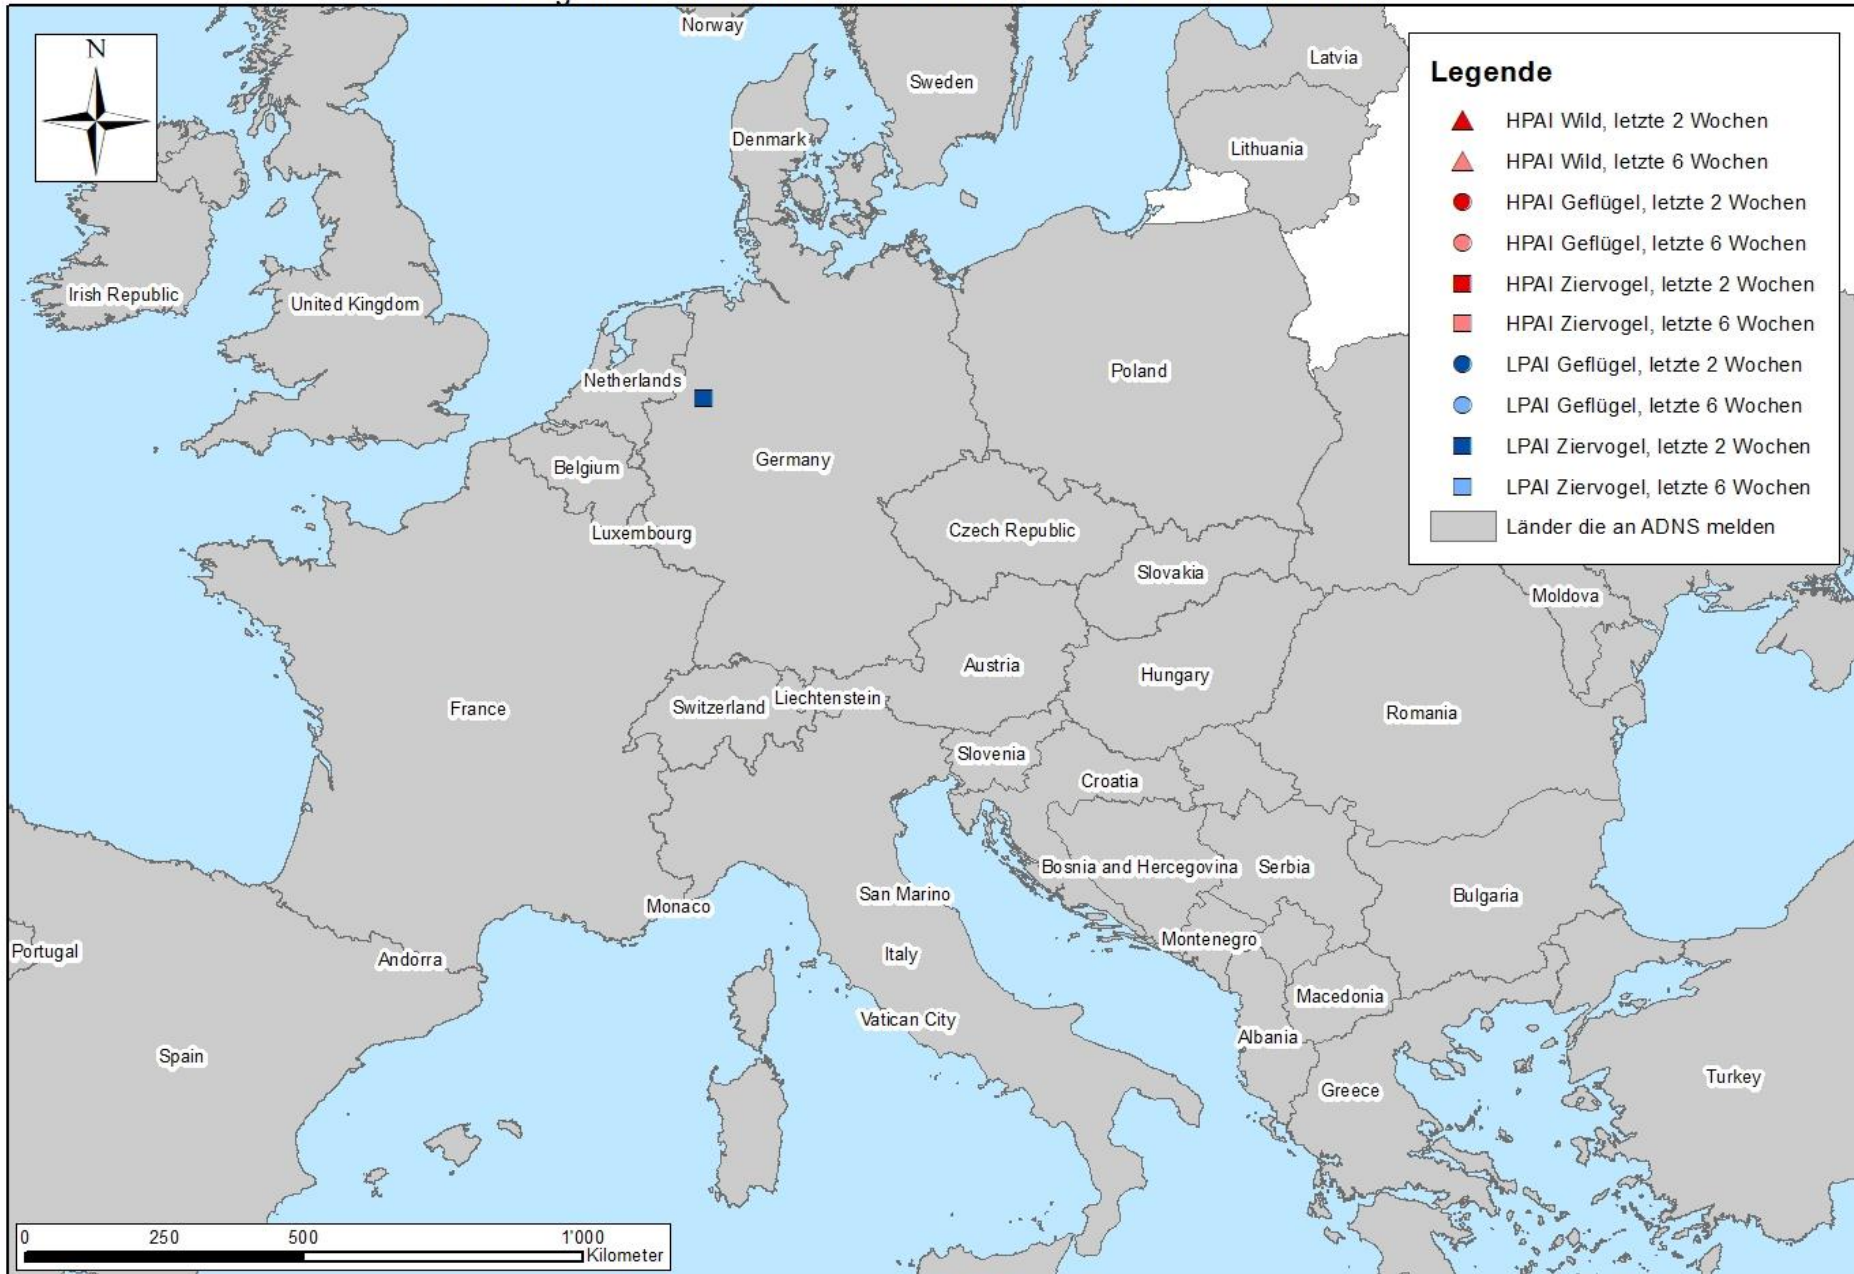 Norway
N
Legende
Latvia
Sweden
HPAI Wild, letzte 2 Wochen
Denmark
Lithuania
HPAI Wild, letzte 6 Wochen
HPAI Geflügel, letzte 2 Wochen
HPAI Geflügel, letzte 6 Wochen
HPAI Ziervogel, letzte 2 Wochen
Irish Republic
United Kingdom
HPAI Ziervogel, letzte 6 Wochen
LPAI Geflügel, letzte 2 Wochen
Poland
Netherlands
LPAI Geflügel, letzte 6 Wochen
LPAI Ziervogel, letzte 2 Wochen
Germany
Belgium
LPAI Ziervogel, letzte 6 Wochen
Länder die an ADNS melden
Luxembourg
Czech Republic
Slovakia
Moldova
Austria
Hungary
Liechtenstein
Switzerland
France
Romania
Slovenia
Croatia
Bosnia and Hercegovina
Serbia
San Marino
Bulgaria
Monaco
Montenegro
Portugal
Andorra
Italy
Macedonia
Vatican City
Albania
Spain
Turkey
Greece
0 250 500 1'000
Kilometer